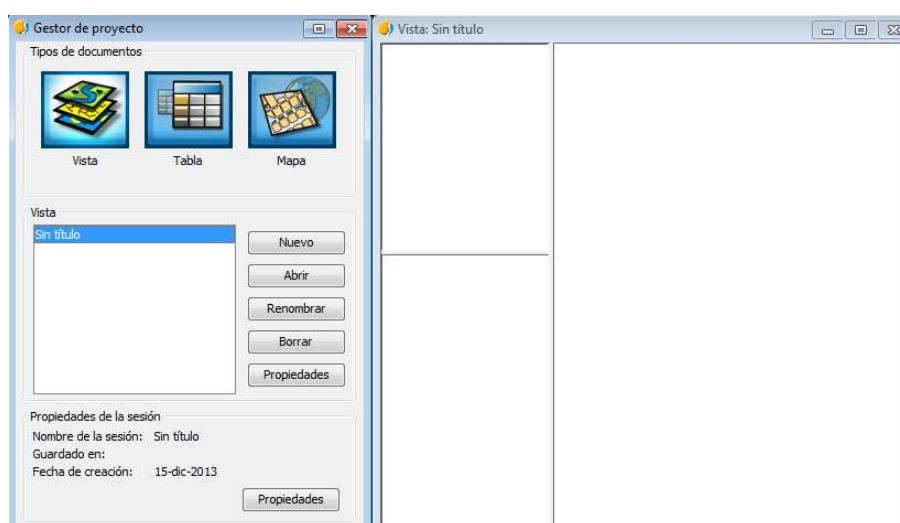 Gestor de proyecto
Tipos de documentos
Vista Tabla Mapa
Vista
Sin título
Nuevo
Abrir
Renombrar
Borrar
Propiedades
Propiedades de la sesión
Nombre de la sesión: Sin título
Guardado en:
Fecha de creación: 15-dic-2013
Propiedades
Vista: Sin título